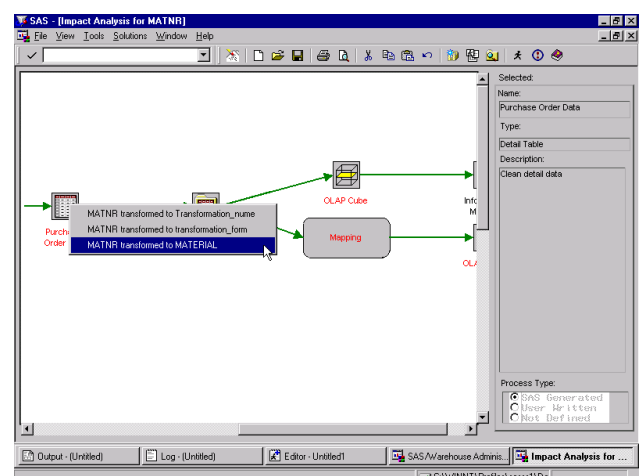 SAS - [Impact Analysis for MATNR]
File View Tools Solutions Window Help
Selected:
Name:
Purchase Order Data
Type:
Detail Table
Description:
Clean detail data
OLAP Cube
MATNR transformed to Transformation_nume
MATNR transformed to transformation_form
MATNR transformed to MATERIAL
Order
Mapping
Process Type:
SAS Generated
User Written
Not Defined
Output - (Untitled)
Log - (Untitled)
Editor - Untitled1
SAS/Warehouse Adminis...
Impact Analysis for ...